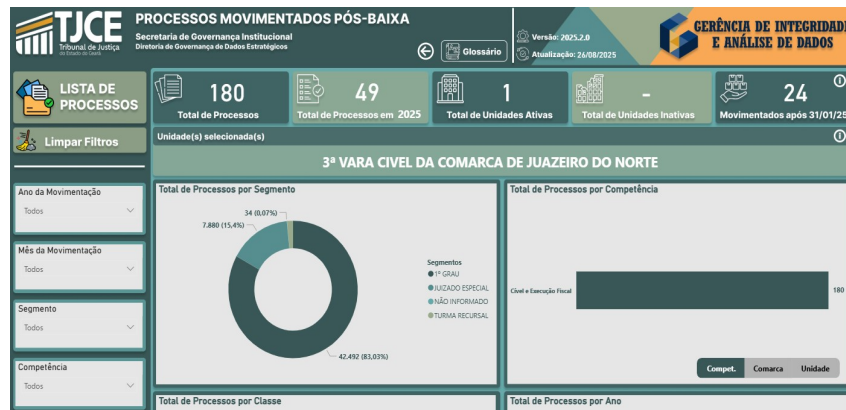 TJCE
Tribunal de Justiça
do Estado do Ceará
PROCESSOS MOVIMENTADOS PÓS-BAIXA
Secretaria de Governança Institucional
Diretoria de Governança de Dados Estratégicos
Glossário
Versão: 2025.2.0
Atualização: 26/08/2025
GERÊNCIA DE INTEGRIDADE
E ANÁLISE DE DADOS
LISTA DE
PROCESSOS
Limpar Filtros
180
Total de Processos
49
Total de Processos em 2025
1
Total de Unidades Ativas
-
Total de Unidades Inativas
24
Movimentados após 31/01/25
Unidade(s) selecionada(s)
3ª VARA CIVEL DA COMARCA DE JUAZEIRO DO NORTE
Ano da Movimentação
Todos
Mês da Movimentação
Todos
Segmento
Todos
Competência
Todos
Total de Processos por Segmento
34 (0,07%)
7.880 (15,4%)
42.492 (83,03%)
Segmentos
1º GRAU
JUIZADO ESPECIAL
NÃO INFORMADO
TURMA RECURSAL
Total de Processos por Competência
Cível e Execução Fiscal
180
Compet. Comarca Unidade
Total de Processos por Classe
Total de Processos por Ano